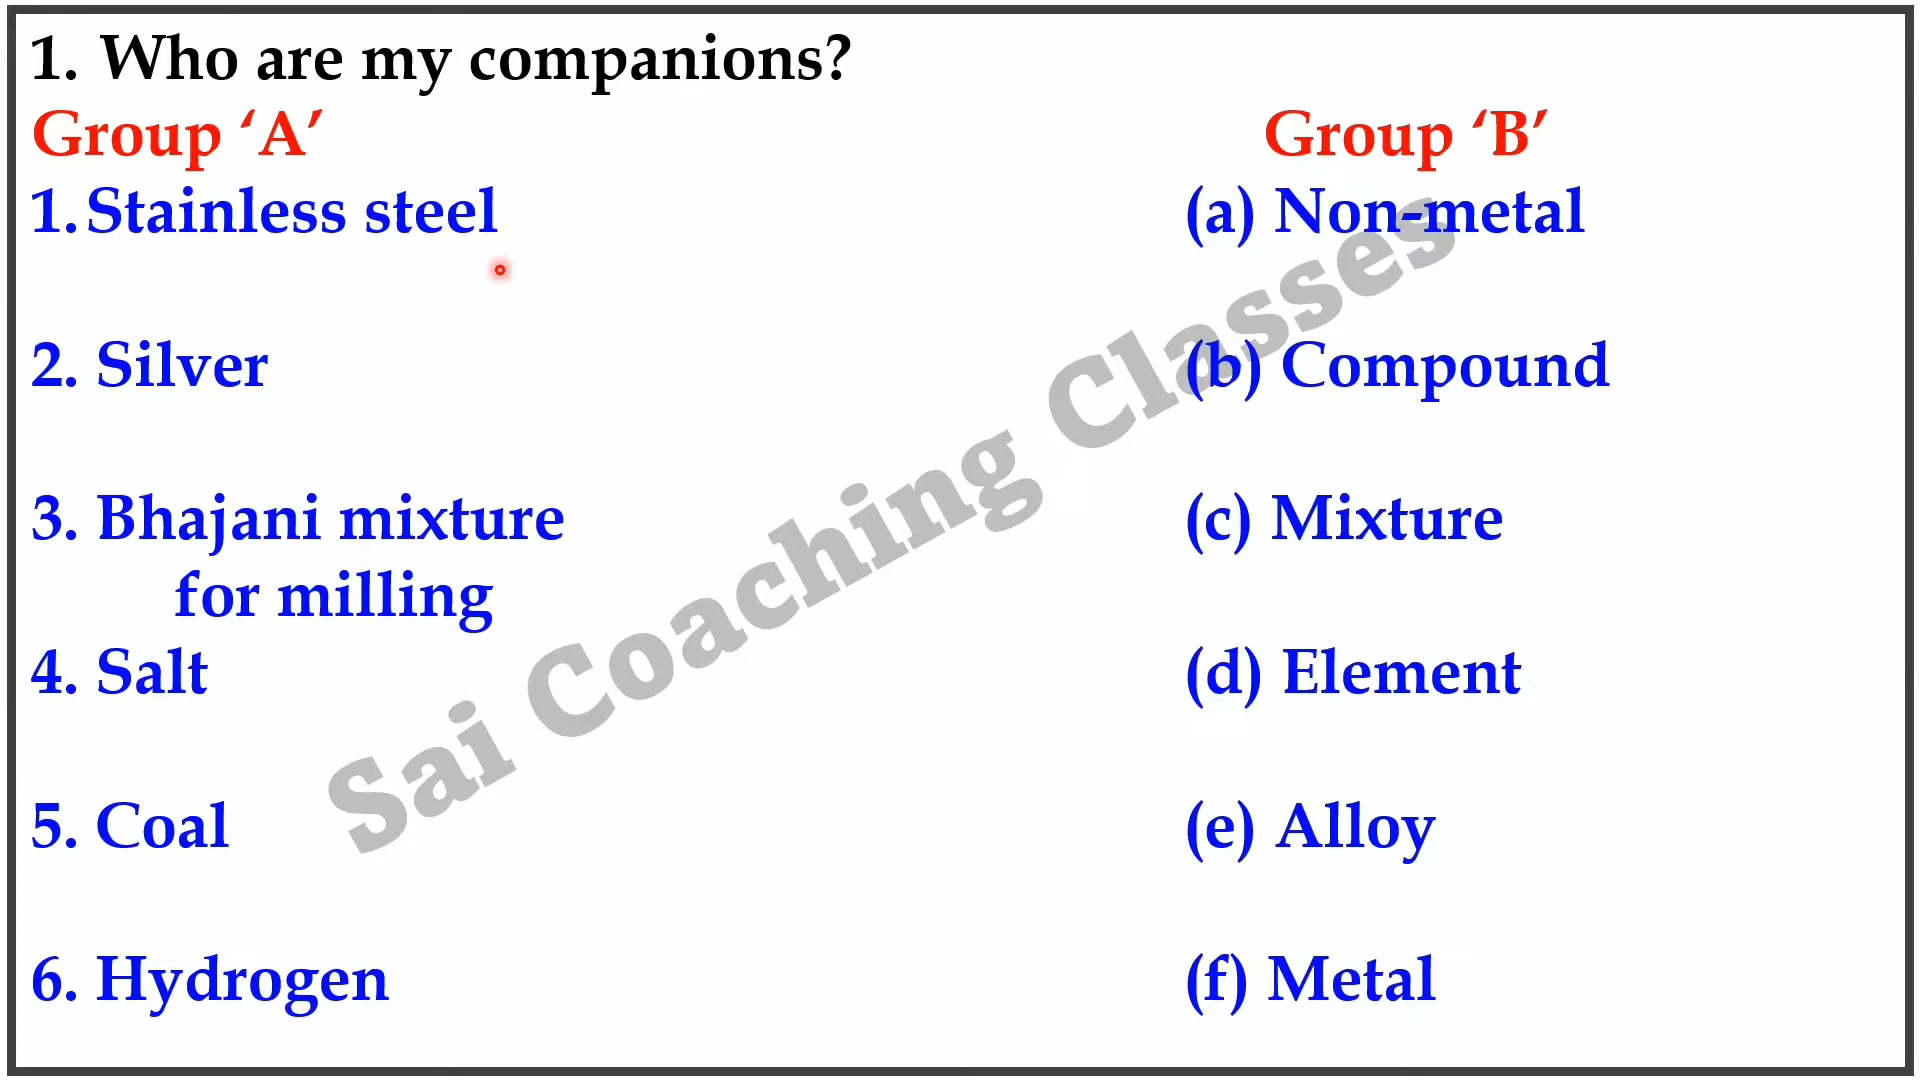 1. Who are my companions?
Group ‘A’ Group ‘B’
1. Stainless steel (a) Non-metal
2. Silver (b) Compound
3. Bhajani mixture (c) Mixture
for milling
4. Salt (d) Element
5. Coal (e) Alloy
6. Hydrogen (f) Metal
Sai Coaching Classes